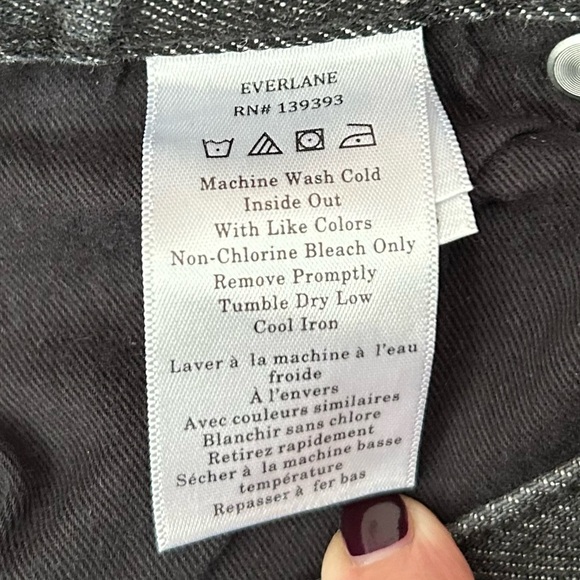 EVERLANE
RN# 139393
Machine Wash Cold
Inside Out
With Like Colors
Non-Chlorine Bleach Only
Remove Promptly
Tumble Dry Low
Cool Iron
Laver à la machine à l'eau
froide
À l'envers
Avec couleurs similaires
Blanchir sans chlore
Retirez rapidement
Sécher à la machine basse
température
Repasser à fer bas